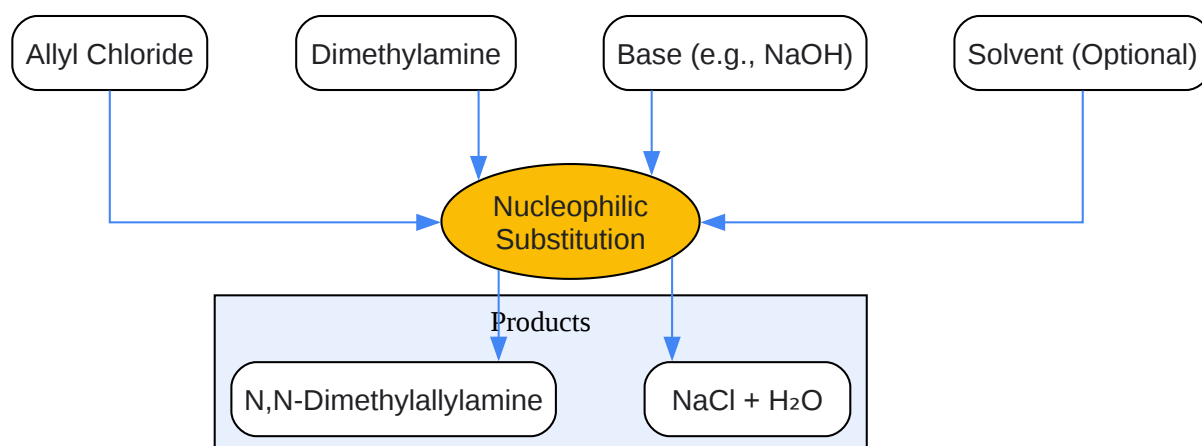 Allyl Chloride
Dimethylamine
Base (e.g., NaOH)
Solvent (Optional)
Nucleophilic
Substitution
Products
N,N-Dimethylallylamine
NaCl + H₂O